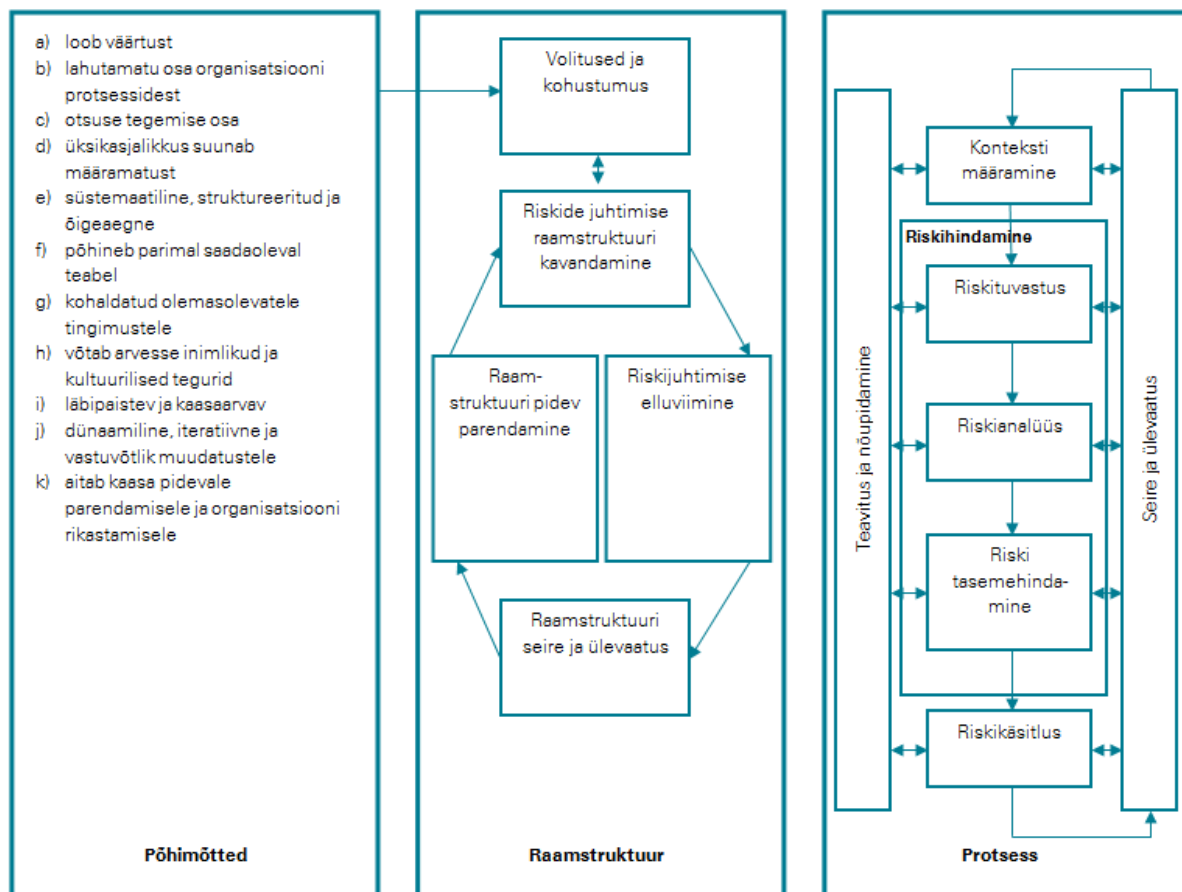 a) loob väärtust
b) lahutamatu osa organisatsiooni
protsessidest
c) otsuse tegemise osa
d) üksikasjalikkus suunab
määramatust
e) süstemaatiline, struktureeritud ja
õigeaegne
f) põhineb parimal saadaoleval
teabel
g) kohaldatud olemasolevatele
tingimustele
h) võtab arvesse inimlikud ja
kultuurilised tegurid
i) läbipaistev ja kaasaarvav
j) dünaamiline, iteratiivne ja
vastuvõtlik muudatustele
k) aitab kaasa pidevale
parendamisele ja organisatsiooni
rikastamisele
Põhimõtted
Volitused ja
kohustumus
Riskide juhtimise
raamstruktuuri
kavandamine
Raam-
struktuuri pidev
parendamine
Riskijuhtimise
elluviimine
Raamstruktuuri
seire ja ülevaatus
Raamstruktuur
Teavitus ja nõupidamine
Konteksti
määramine
Riskihindamine
Riskituvastus
Riskianalüüs
Riski
tasemehinda-
mine
Riskikäsitlus
Seire ja ülevaatus
Protsess